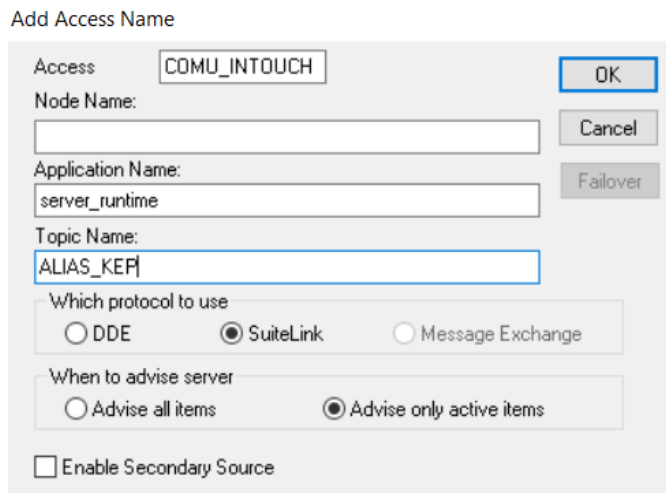 Add Access Name
Access COMU_INTOUCH OK
Node Name:
Cancel
Application Name:
Failover
server_runtime
Topic Name:
ALIAS_KEP
Which protocol to use
DDE SuiteLink Message Exchange
When to advise server
Advise all items Advise only active items
Enable Secondary Source